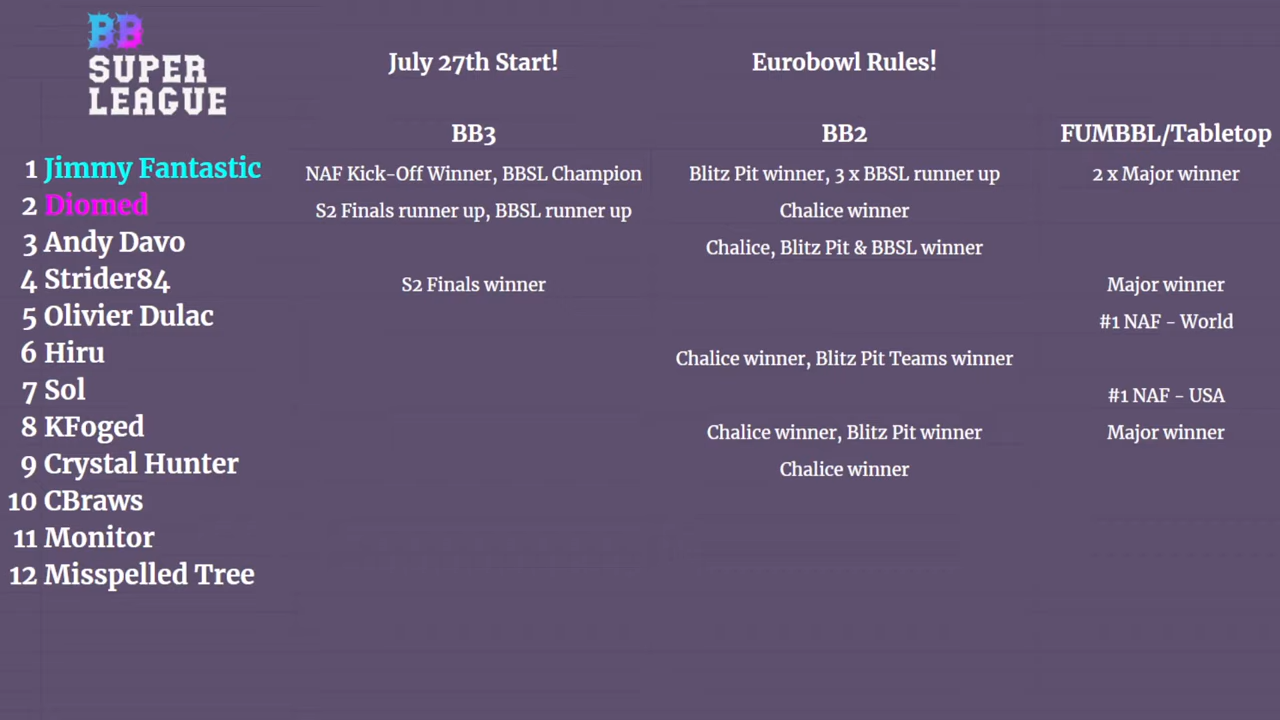 BB
SUPER
LEAGUE
July 27th Start!
Eurobowl Rules!
BB3
BB2
FUMBBL/Tabletop
1 Jimmy Fantastic NAF Kick-Off Winner, BBSL Champion Blitz Pit winner, 3 x BBSL runner up 2 x Major winner
2 Diomed S2 Finals runner up, BBSL runner up Chalice winner
3 Andy Davo Chalice, Blitz Pit & BBSL winner
4 Strider84 S2 Finals winner Major winner
5 Olivier Dulac #1 NAF - World
6 Hiru Chalice winner, Blitz Pit Teams winner
7 Sol #1 NAF - USA
8 KFoged Chalice winner, Blitz Pit winner Major winner
9 Crystal Hunter Chalice winner
10 CBraws
11 Monitor
12 Misspelled Tree